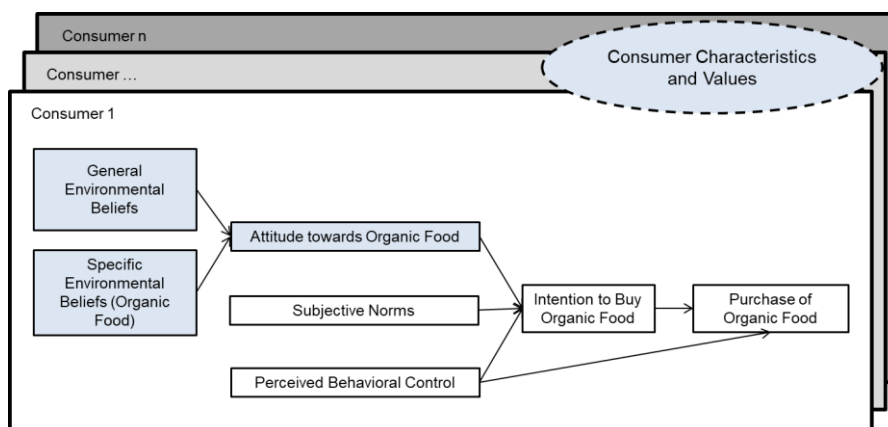 Consumer n
Consumer Characteristics
and Values
Consumer …
Consumer 1
General
Environmental
Beliefs
Specific
Environmental
Beliefs (Organic
Food)
Attitude towards Organic Food
Subjective Norms
Perceived Behavioral Control
Intention to Buy
Organic Food
Purchase of
Organic Food